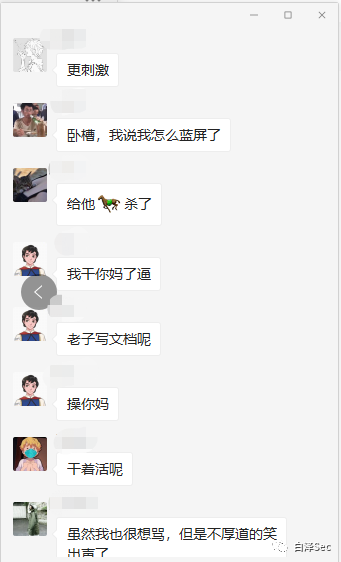 更刺激
卧槽，我说我怎么蓝屏了
给他🐎杀了
我干你妈了逼
老子写文档呢
操你妈
干着活呢
虽然我也很想骂，但是不厚道的笑
出声了
白泽Sec